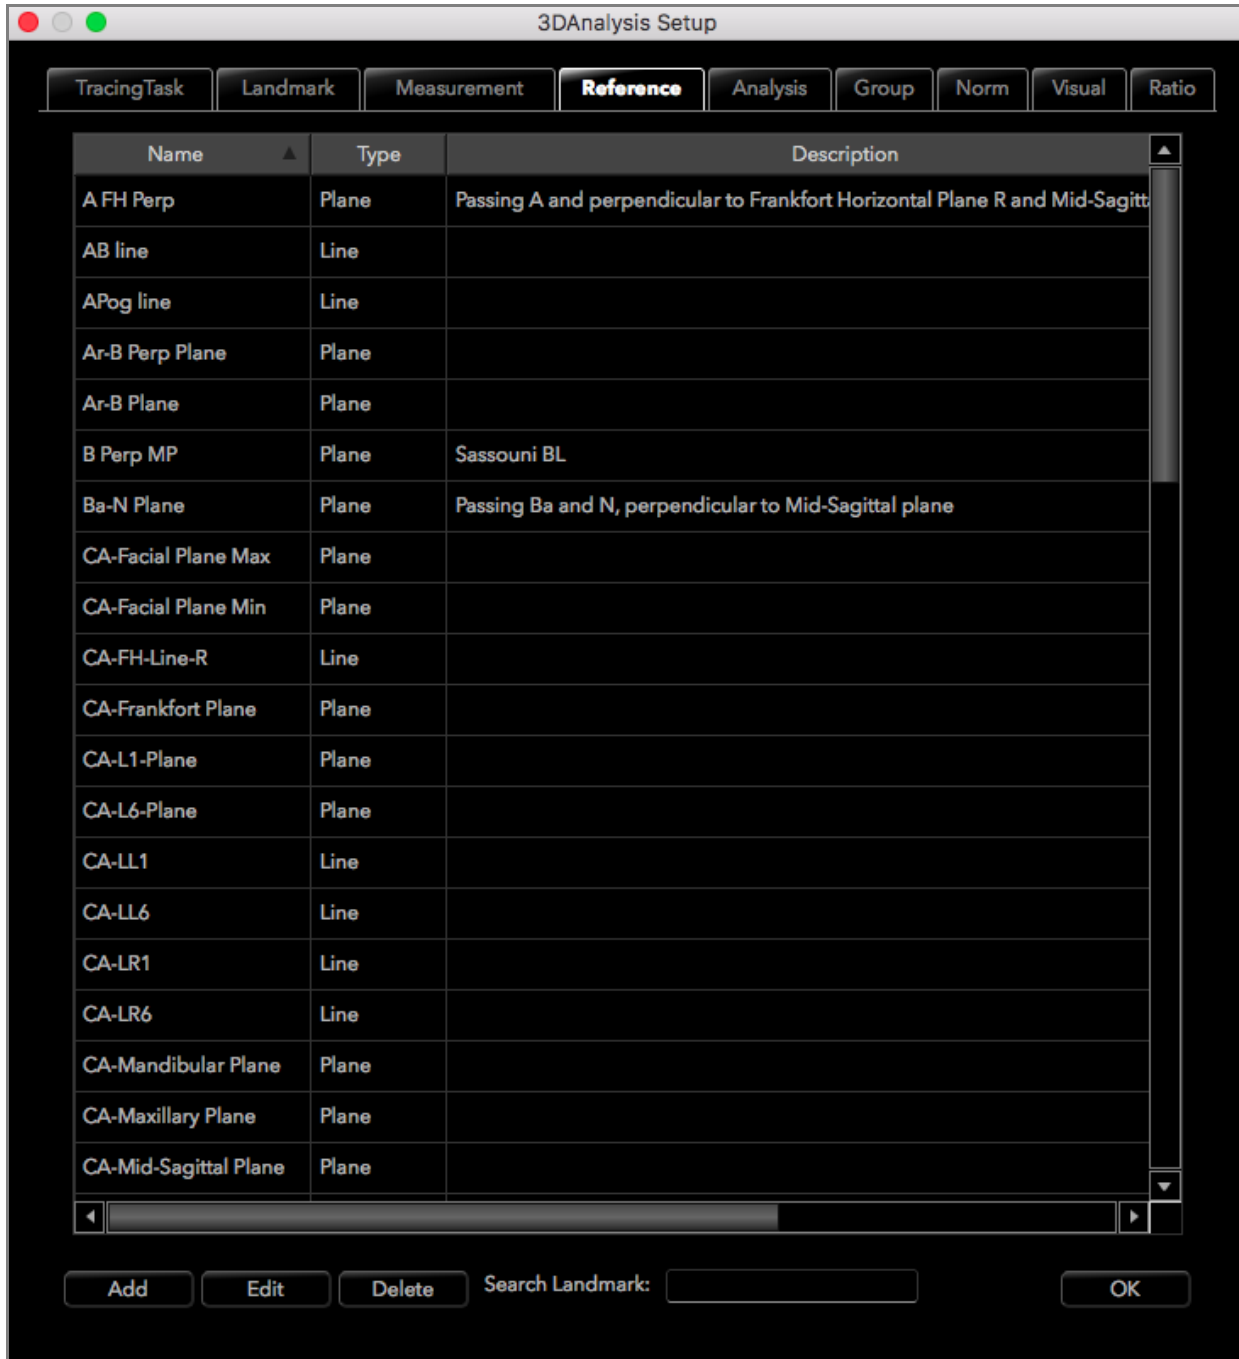 3DAnalysis Setup
TracingTask Landmark Measurement Reference Analysis Group Norm Visual Ratio
Name Type Description
A FH Perp Plane Passing A and perpendicular to Frankfort Horizontal Plane R and Mid-Sagitt
AB line Line
APog line Line
Ar-B Perp Plane Plane
Ar-B Plane Plane
B Perp MP Plane Sassouni BL
Ba-N Plane Plane Passing Ba and N, perpendicular to Mid-Sagittal plane
CA-Facial Plane Max Plane
CA-Facial Plane Min Plane
CA-FH-Line-R Line
CA-Frankfort Plane Plane
CA-L1-Plane Plane
CA-L6-Plane Plane
CA-LL1 Line
CA-LL6 Line
CA-LR1 Line
CA-LR6 Line
CA-Mandibular Plane Plane
CA-Maxillary Plane Plane
CA-Mid-Sagittal Plane Plane
Add Edit Delete Search Landmark: OK